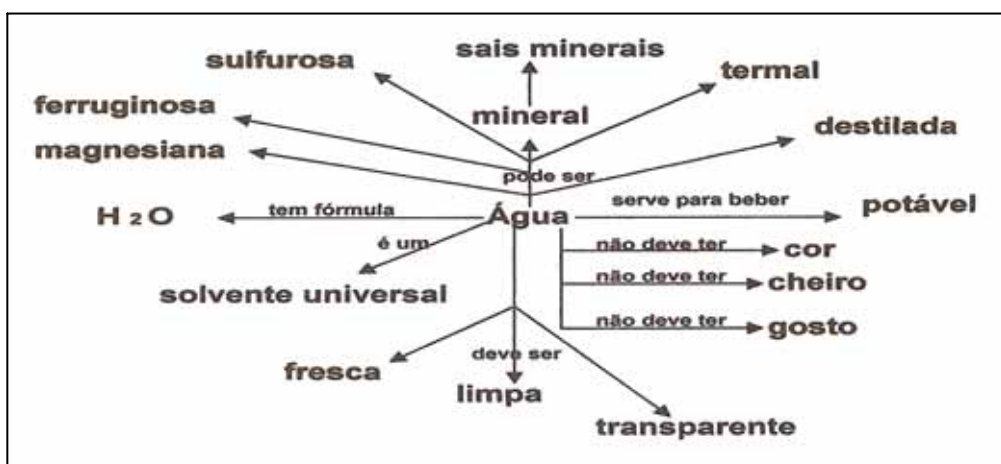 sais minerais
sulfurosa
termal
ferruginosa
mineral
destilada
magnesiana
pode ser
H₂O
tem fórmula
Água
serve para beber
potável
é um
não deve ter
cor
solvente universal
não deve ter
cheiro
não deve ter
gosto
fresca
deve ser
limpa
transparente